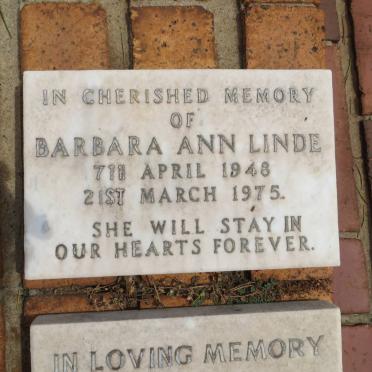 IN CHERISHED MEMORY
OF
BARBARA ANN LINDE
7TH APRIL 1948
21ST MARCH 1975.
SHE WILL STAY IN
OUR HEARTS FOREVER.
IN LOVING MEMORY